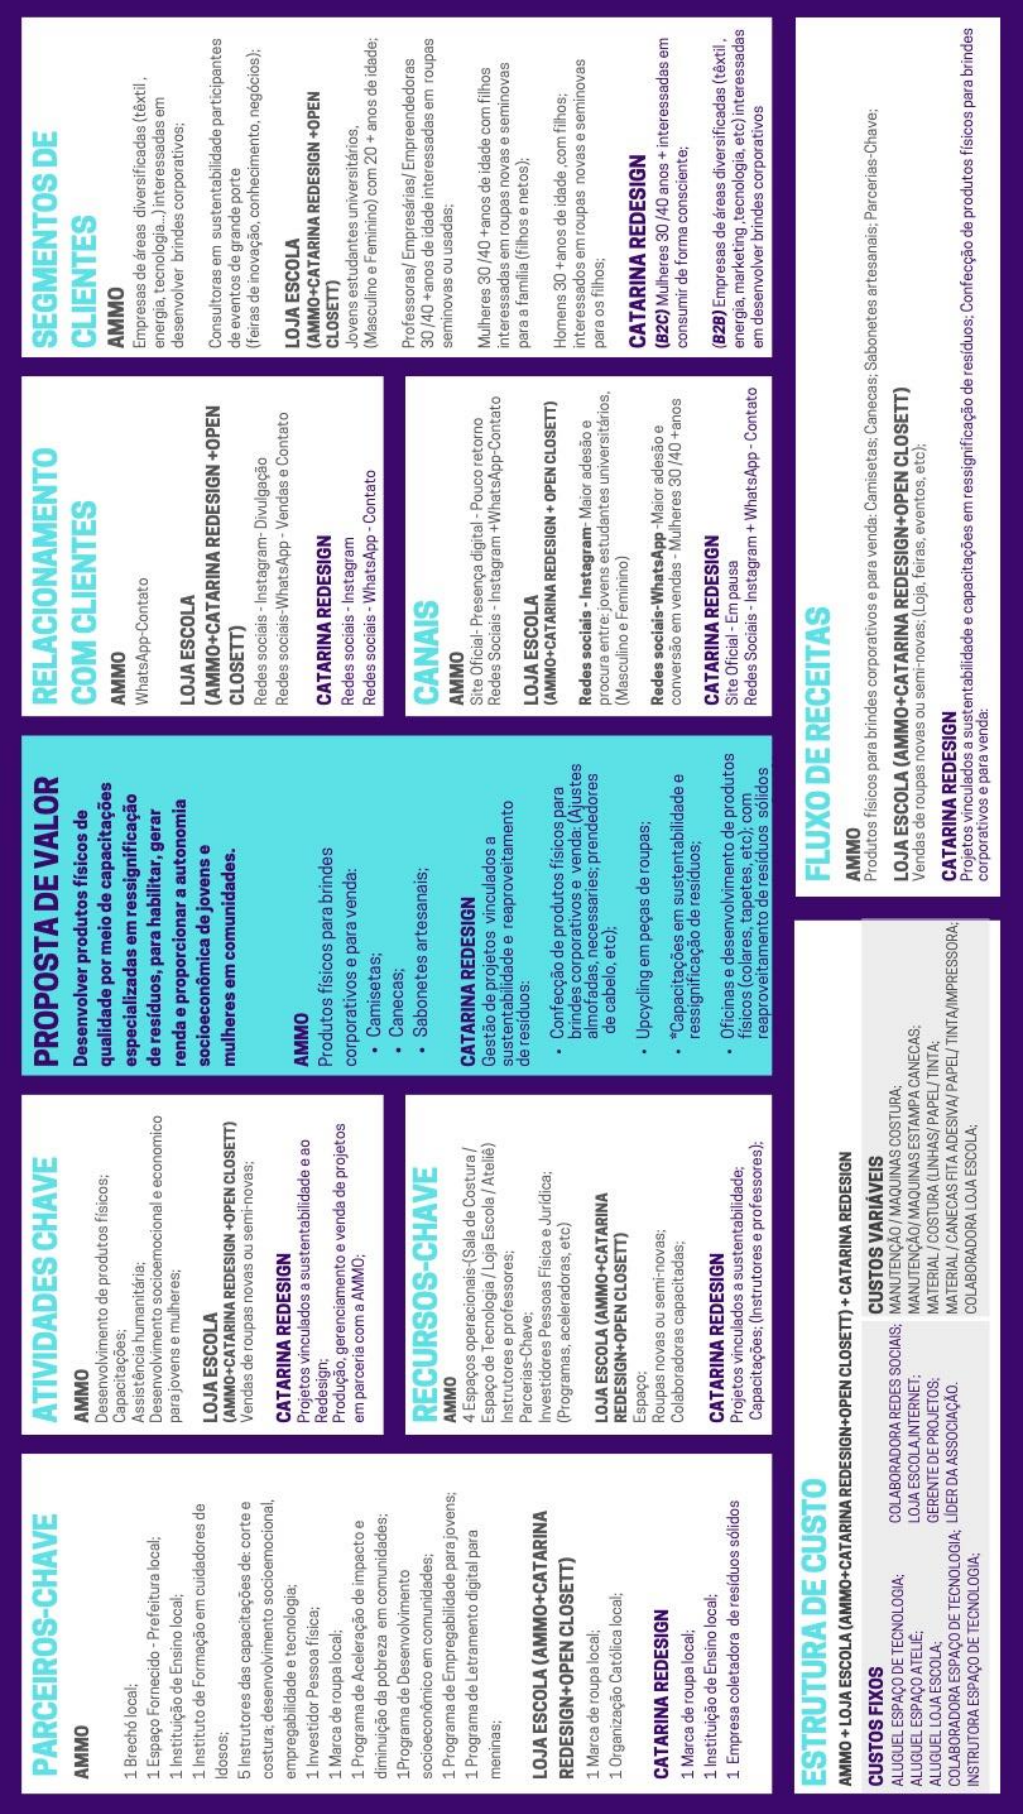 PARCEIROS-CHAVE
AMMO
1 Brechó local;
1 Espaço Fornecido - Prefeitura local;
1 Instituição de Ensino local;
1 Instituto de Formação em cuidadores de
Idosos;
5 Instrutores das capacitações de: corte e
costura; desenvolvimento socioemocional,
empregabilidade e tecnologia;
1 Investidor Pessoa física;
1 Marca de roupa local;
1 Programa de Aceleração de impacto e
diminuição da pobreza em comunidades;
1Programa de Desenvolvimento
socioeconômico em comunidades;
1 Programa de Empregabilidade para jovens;
1 Programa de Letramento digital para
meninas;
LOJA ESCOLA (AMMO+CATARINA
REDESIGN+OPEN CLOSETT)
1 Marca de roupa local;
1 Organização Católica local;
CATARINA REDESIGN
1 Marca de roupa local;
1 Instituição de Ensino local;
1 Empresa coletadora de resíduos sólidos
ATIVIDADES CHAVE
AMMO
Desenvolvimento de produtos físicos;
Capacitações;
Assistência humanitária;
Desenvolvimento socioemocional e economico
para jovens e mulheres;
LOJA ESCOLA
(AMMO+CATARINA REDESIGN +OPEN CLOSETT)
Vendas de roupas novas ou semi-novas;
CATARINA REDESIGN
Projetos vinculados a sustentabilidade e ao
Redesign;
Produção, gerenciamento e venda de projetos
em parceria com a AMMO;
RECURSOS-CHAVE
AMMO
4 Espaços operacionais-(Sala de Costura /
Espaço de Tecnologia / Loja Escola / Ateliê)
Instrutores e professores;
Parcerias-Chave;
Investidores Pessoas Física e Jurídica;
(Programas, aceleradoras, etc)
LOJA ESCOLA (AMMO+CATARINA
REDESIGN+OPEN CLOSETT)
Espaço;
Roupas novas ou semi-novas;
Colaboradoras capacitadas;
CATARINA REDESIGN
Projetos vinculados a sustentabilidade;
Capacitações; (Instrutores e professores);
PROPOSTA DE VALOR
Desenvolver produtos físicos de
qualidade por meio de capacitações
especializadas em ressignificação
de resíduos, para habilitar, gerar
renda e proporcionar a autonomia
socioeconômica de jovens e
mulheres em comunidades.
AMMO
Produtos físicos para brindes
corporativos e para venda:
• Camisetas;
• Canecas;
• Sabonetes artesanais;
CATARINA REDESIGN
Gestão de projetos vinculados a
sustentabilidade e reaproveitamento
de resíduos:
• Confecção de produtos físicos para
brindes corporativos e venda: (Ajustes
almofadas, necessaries; prendedores
de cabelo, etc);
• Upcycling em peças de roupas;
• *Capacitações em sustentabilidade e
ressignificação de resíduos;
• Oficinas e desenvolvimento de produtos
físicos (colares, tapetes, etc); com
reaproveitamento de resíduos sólidos
RELACIONAMENTO
COM CLIENTES
AMMO
WhatsApp-Contato
LOJA ESCOLA
(AMMO+CATARINA REDESIGN +OPEN
CLOSETT)
Redes sociais - Instagram- Divulgação
Redes sociais-WhatsApp - Vendas e Contato
CATARINA REDESIGN
Redes sociais - Instagram
Redes sociais - WhatsApp - Contato
CANAIS
AMMO
Site Oficial- Presença digital - Pouco retorno
Redes Sociais - Instagram +WhatsApp-Contato
LOJA ESCOLA
(AMMO+CATARINA REDESIGN + OPEN CLOSETT)
Redes sociais - Instagram- Maior adesão e
procura entre: jovens estudantes universitários,
(Masculino e Feminino)
Redes sociais-WhatsApp -Maior adesão e
conversão em vendas - Mulheres 30 /40 +anos
CATARINA REDESIGN
Site Oficial - Em pausa
Redes Sociais - Instagram + WhatsApp - Contato
SEGMENTOS DE
CLIENTES
AMMO
Empresas de áreas diversificadas (têxtil ,
energia, tecnologia...) interessadas em
desenvolver brindes corporativos;
Consultoras em sustentabilidade participantes
de eventos de grande porte
(feiras de inovação, conhecimento, negócios);
LOJA ESCOLA
(AMMO+CATARINA REDESIGN +OPEN
CLOSETT)
Jovens estudantes universitários,
(Masculino e Feminino) com 20 + anos de idade;
Professoras/ Empresárias/ Empreendedoras
30 /40 +anos de idade interessadas em roupas
seminovas ou usadas;
Mulheres 30 /40 +anos de idade com filhos
interessadas em roupas novas e seminovas
para a família (filhos e netos);
Homens 30 +anos de idade ,com filhos;
interessados em roupas novas e seminovas
para os filhos;
CATARINA REDESIGN
(B2C) Mulheres 30 /40 anos + interessadas em
consumir de forma consciente;
(B2B) Empresas de áreas diversificadas (têxtil ,
energia, marketing ,tecnologia, etc) interessadas
em desenvolver brindes corporativos
ESTRUTURA DE CUSTO
AMMO + LOJA ESCOLA (AMMO+CATARINA REDESIGN+OPEN CLOSETT) + CATARINA REDESIGN
CUSTOS FIXOS
ALUGUEL ESPAÇO DE TECNOLOGIA;
ALUGUEL ESPAÇO ATELIÊ;
ALUGUEL LOJA ESCOLA;
COLABORADORA ESPAÇO DE TECNOLOGIA;
INSTRUTORA ESPAÇO DE TECNOLOGIA;
COLABORADORA REDES SOCIAIS;
LOJA ESCOLA,INTERNET;
GERENTE DE PROJETOS;
LÍDER DA ASSOCIAÇÃO.
CUSTOS VARIÁVEIS
MANUTENÇÃO / MAQUINAS COSTURA;
MANUTENÇÃO/ MAQUINAS ESTAMPA CANECAS;
MATERIAL / COSTURA (LINHAS/ PAPEL/ TINTA;
MATERIAL/ CANECAS FITA ADESIVA/ PAPEL/ TINTA/IMPRESSORA;
COLABORADORA LOJA ESCOLA;
FLUXO DE RECEITAS
AMMO
Produtos físicos para brindes corporativos e para venda: Camisetas; Canecas; Sabonetes artesanais; Parcerias-Chave;
LOJA ESCOLA (AMMO+CATARINA REDESIGN+OPEN CLOSETT)
Vendas de roupas novas ou semi-novas; (Loja, feiras, eventos, etc);
CATARINA REDESIGN
Projetos vinculados a sustentabilidade e capacitações em ressignificação de resíduos; Confecção de produtos físicos para brindes
corporativos e para venda: